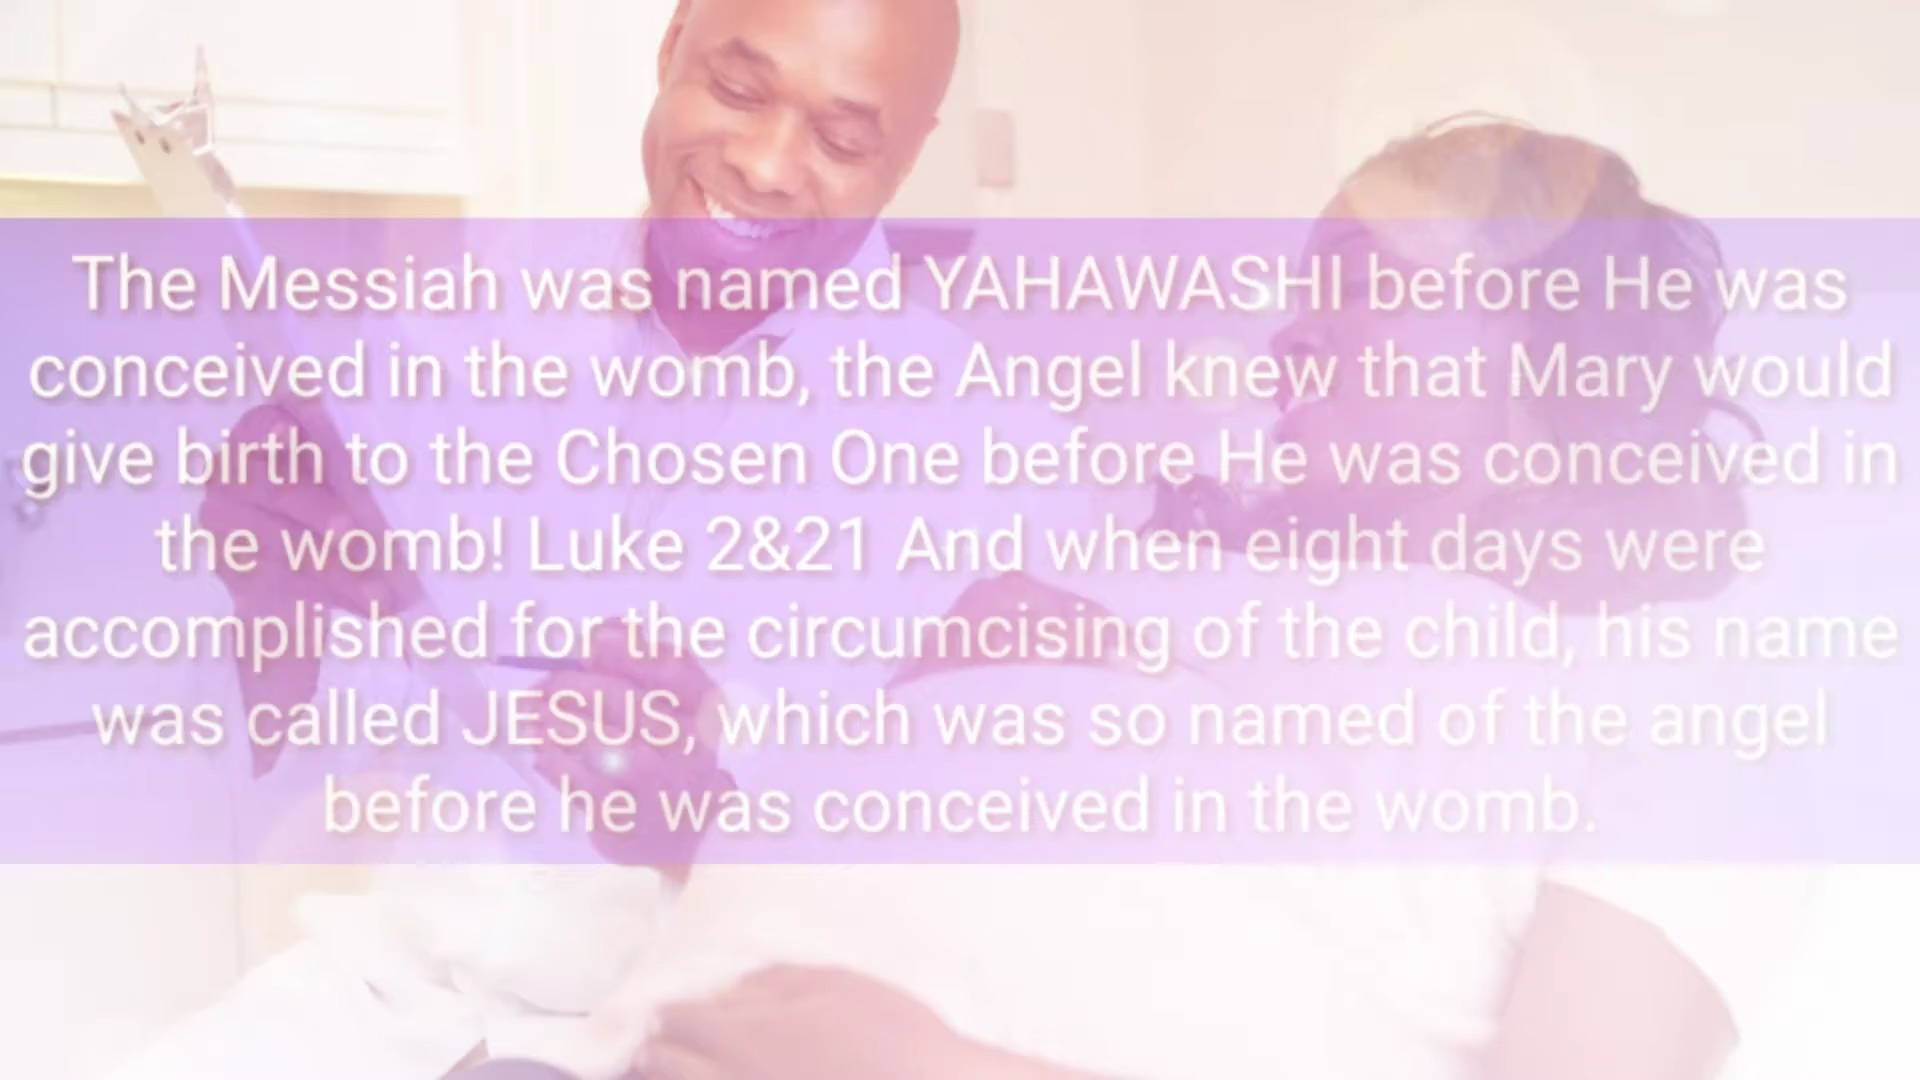 The Messiah was named YAHAWASHI before He was
conceived in the womb, the Angel knew that Mary would
give birth to the Chosen One before He was conceived in
the womb! Luke 2&21 And when eight days were
accomplished for the circumcising of the child, his name
was called JESUS, which was so named of the angel
before he was conceived in the womb.